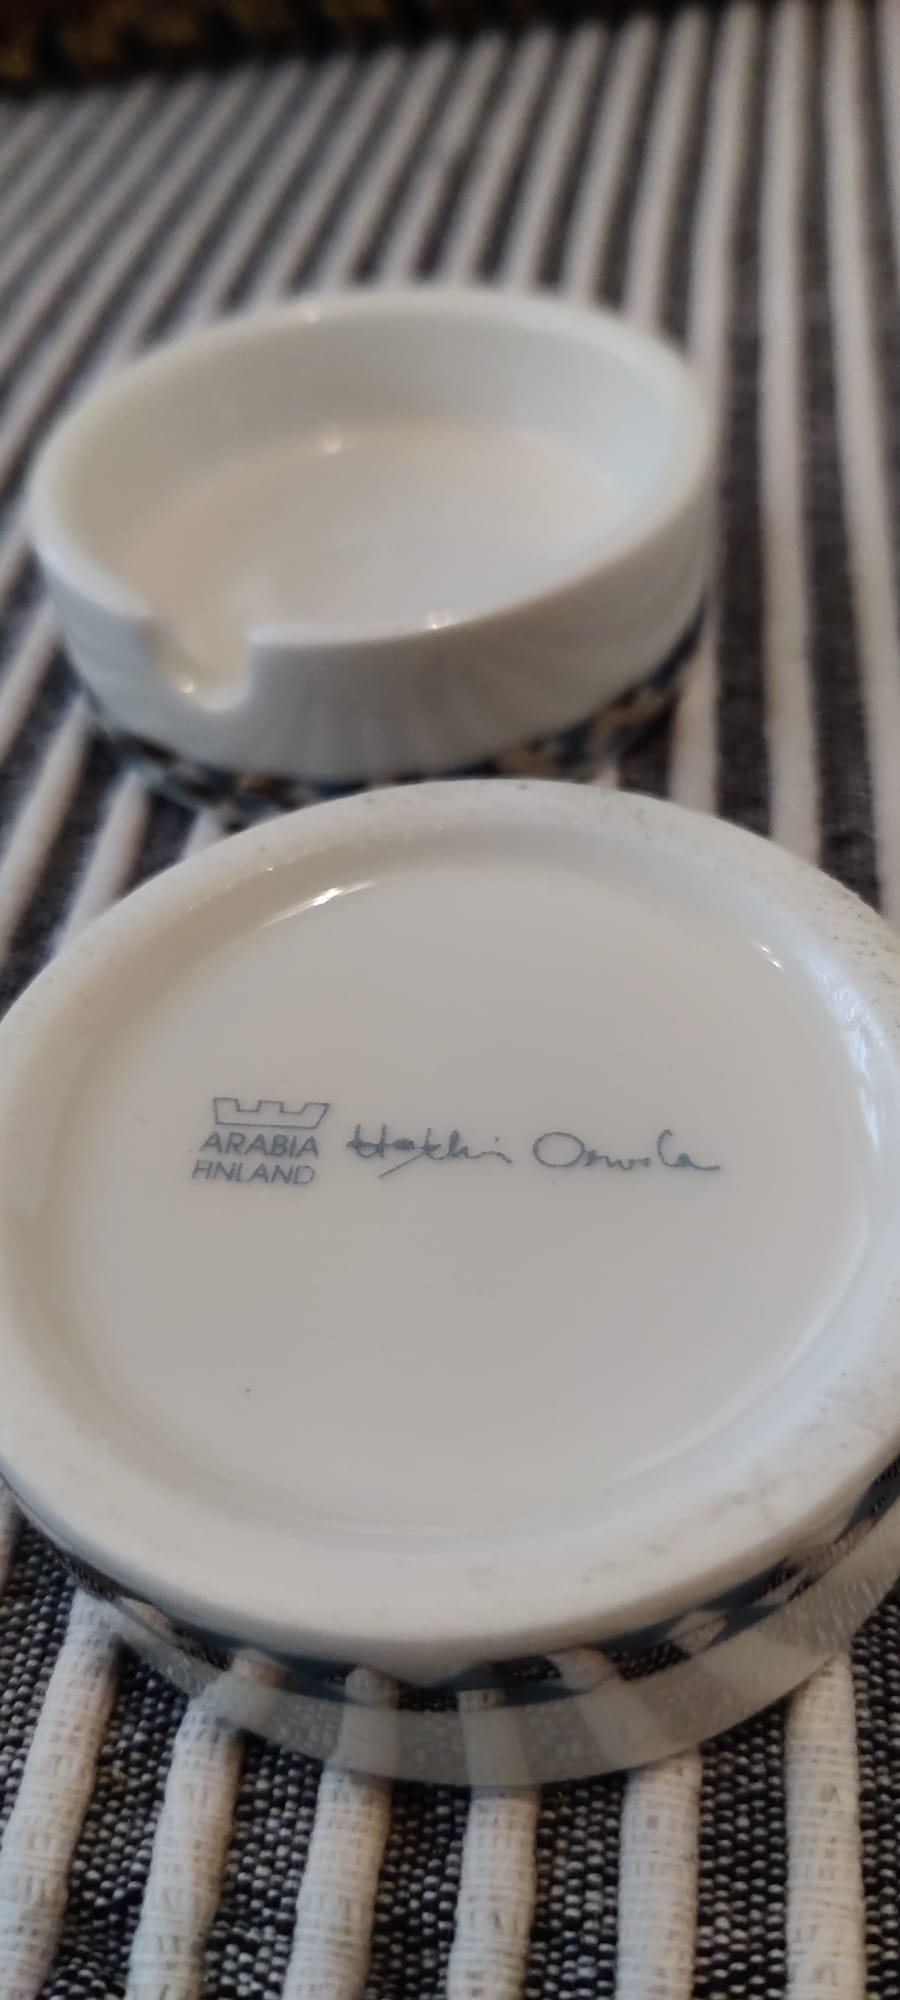 ARABIA
FINLAND
Heikki Orvola